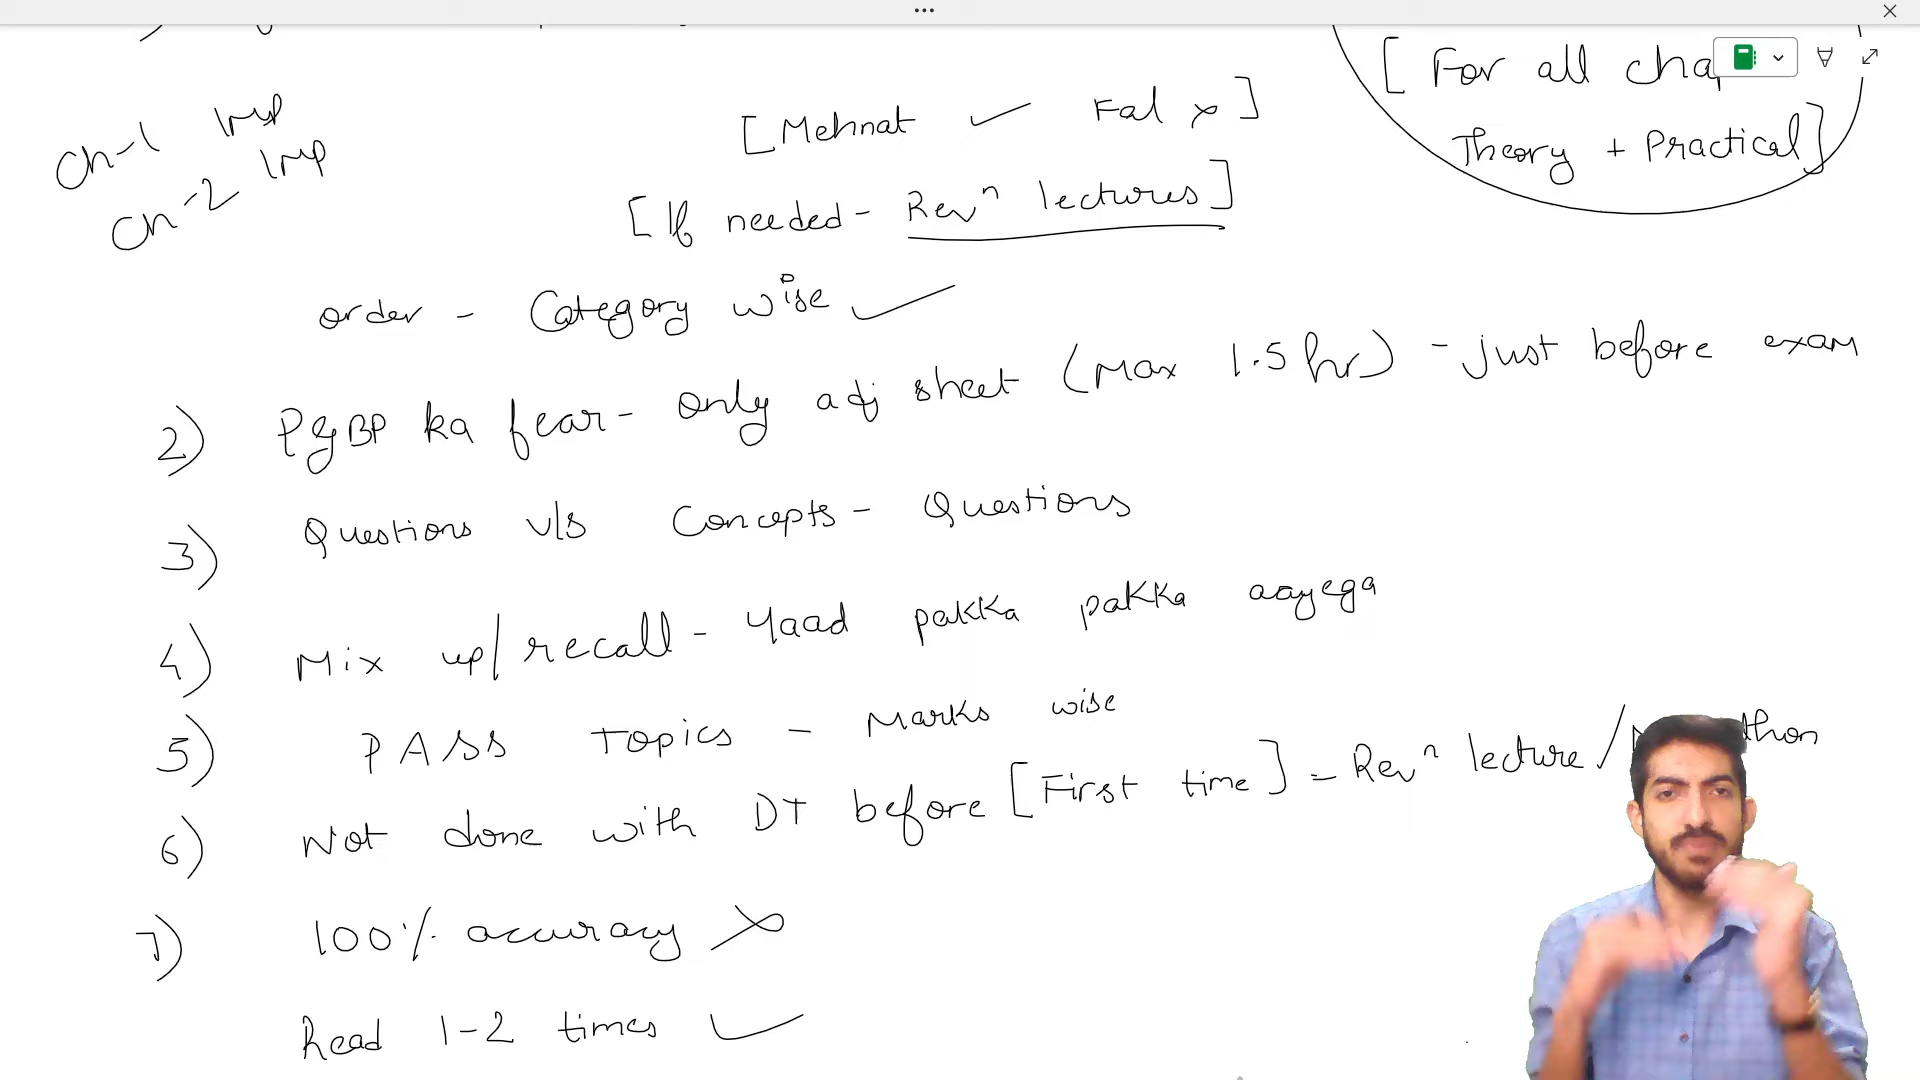 [For all cha
Theory + Practical]
Ch-1 Imp
Ch-2 Imp
[Mehnat ✓ Fal ×]
[If needed - Revⁿ lectures]
order - Category wise ✓
2) PGBP ka fear - Only adj sheet (Max 1.5 hr) - just before exam
3) Questions v/s Concepts - Questions
4) Mix up/recall - Yaad pakka pakka aayega
5) PASS Topics - Marks wise
6) Not done with DT before [First time] - Revⁿ lecture/
7) 100% accuracy ×
Read 1-2 times ✓